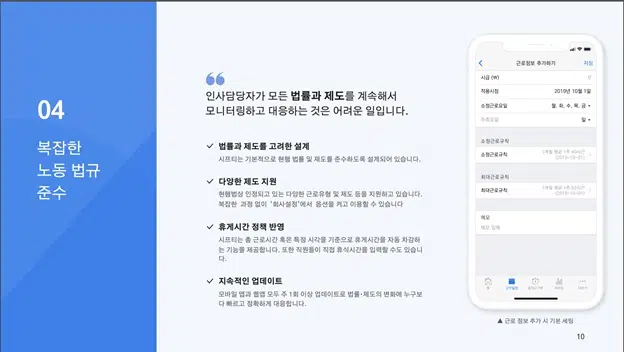 04
복잡한
노동 법규
준수
인사담당자가 모든 법률과 제도를 계속해서
모니터링하고 대응하는 것은 어려운 일입니다.
법률과 제도를 고려한 설계
시프티는 기본적으로 현행 법률 및 제도를 준수하도록 설계되어 있습니다.
다양한 제도 지원
현행법상 인정되고 있는 다양한 근로유형 및 제도 등을 지원하고 있습니다.
복잡한 과정 없이 '회사설정'에서 옵션을 켜고 이용할 수 있습니다
휴게시간 정책 반영
시프티는 총 근로시간 혹은 특정 시각을 기준으로 휴게시간을 자동 차감하
는 기능을 제공합니다. 또한 직원들이 직접 휴식시간을 입력할 수도 있습니
다.
지속적인 업데이트
모바일 앱과 웹앱 모두 주 1회 이상 업데이트로 법률·제도의 변화에 누구보
다 빠르고 정확하게 대응합니다.
근로정보 추가하기
저장
시급 (₩)
0
적용시점
2019년 10월 1일
소정근로요일
월, 화, 수, 목, 금
주휴요일
일
소정근로규칙
소정근로규칙
최대근로규칙
최대근로규칙
메모
메모 입력
▲ 근로 정보 추가 시 기본 세팅
10